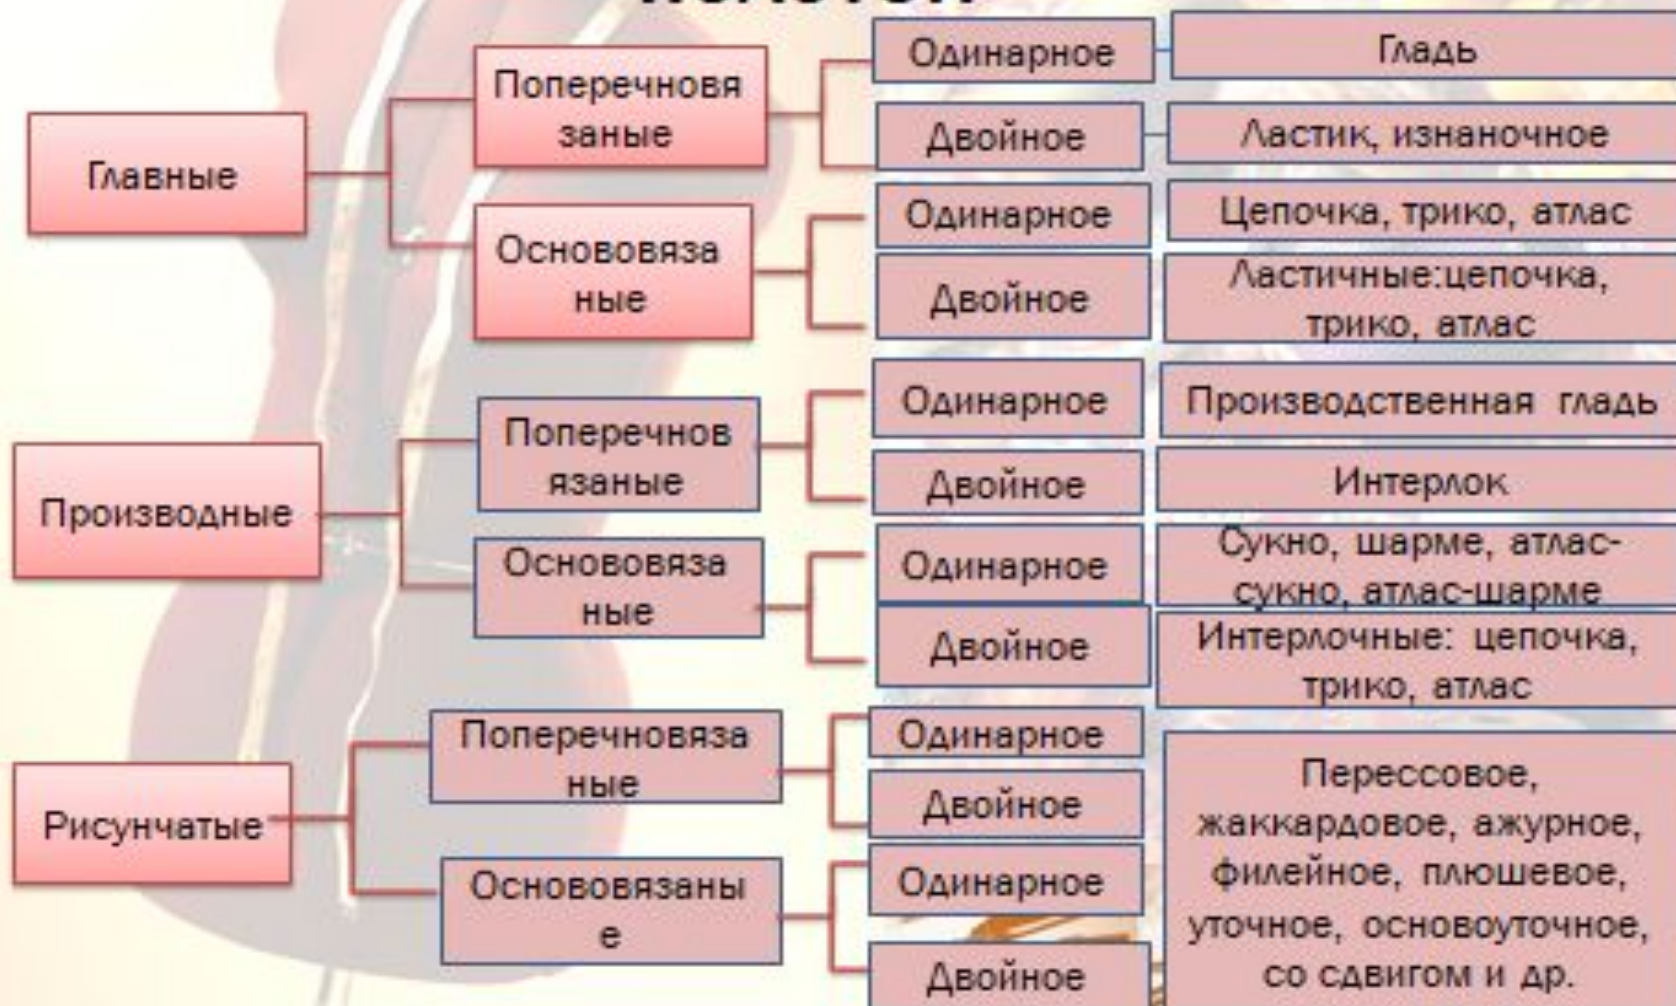 Главные
Поперечновя
заные
Одинарное
Гладь
Двойное
Ластик, изнаночное
Основовяза
ные
Одинарное
Цепочка, трико, атлас
Двойное
Ластичные:цепочка,
трико, атлас
Производные
Поперечнов
язаные
Одинарное
Производственная гладь
Двойное
Интерлок
Основовяза
ные
Одинарное
Сукно, шарме, атлас-
сукно, атлас-шарме
Двойное
Интерлочные: цепочка,
трико, атлас
Рисунчатые
Поперечновяза
ные
Одинарное
Двойное
Основовязаны
е
Одинарное
Двойное
Перессовое,
жаккардовое, ажурное,
филейное, плюшевое,
уточное, основоуточное,
со сдвигом и др.